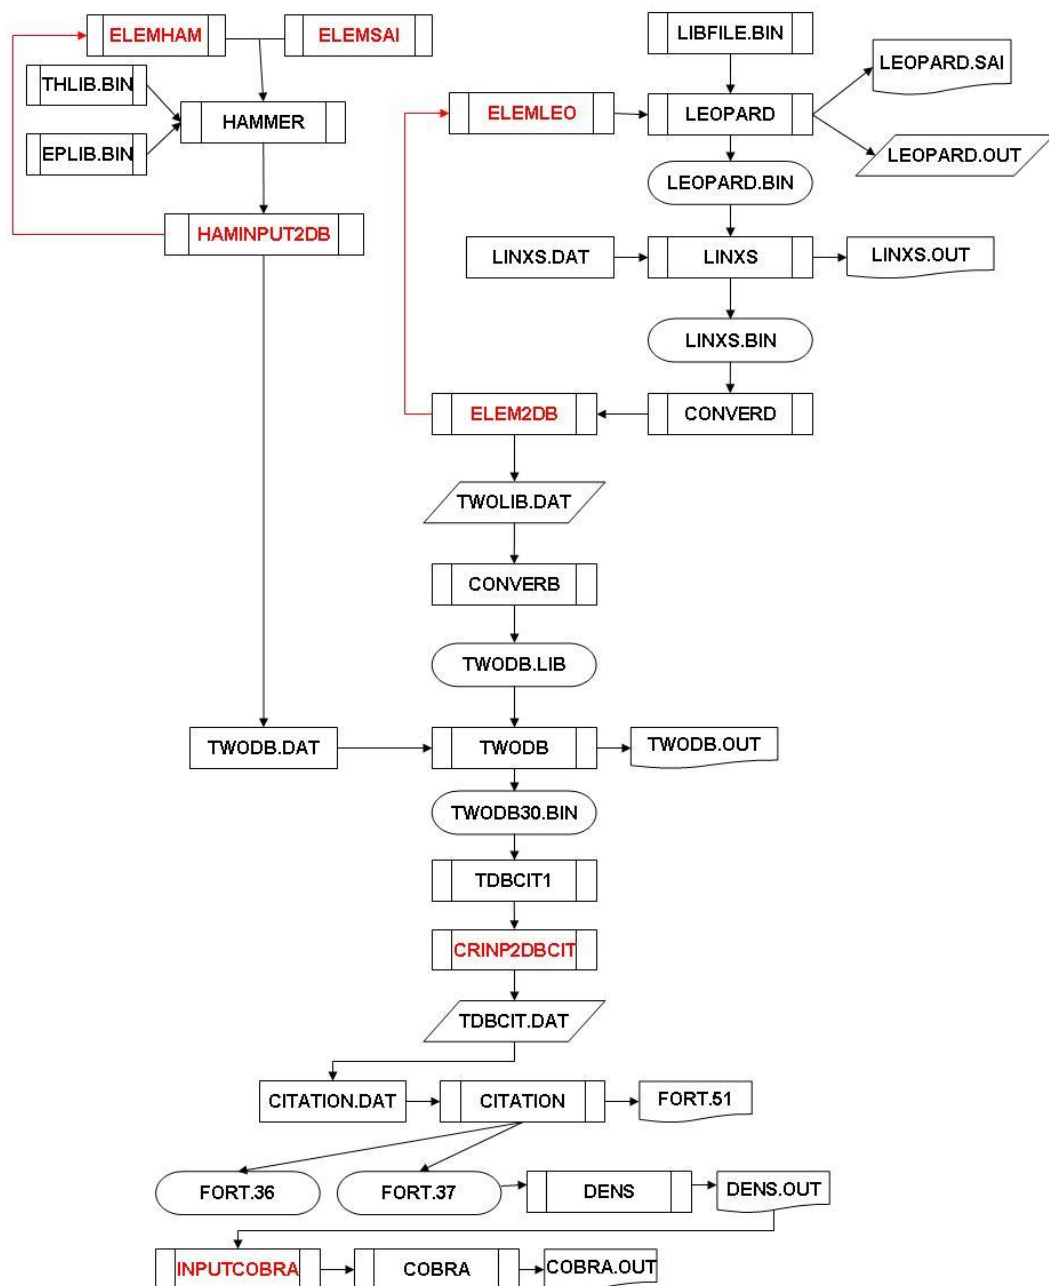 ELEMHAM
ELEMSAI
LIBFILE.BIN
LEOPARD.SAI
THLIB.BIN
HAMMER
ELEMLEO
LEOPARD
EPLIB.BIN
LEOPARD.OUT
LEOPARD.BIN
HAMINPUT2DB
LINXS.DAT
LINXS
LINXS.OUT
LINXS.BIN
ELEM2DB
CONVERD
TWOLIB.DAT
CONVERB
TWODB.LIB
TWODB.DAT
TWODB
TWODB.OUT
TWODB30.BIN
TDBCIT1
CRINP2DBCIT
TDBCIT.DAT
CITATION.DAT
CITATION
FORT.51
FORT.36
FORT.37
DENS
DENS.OUT
INPUTCOBRA
COBRA
COBRA.OUT